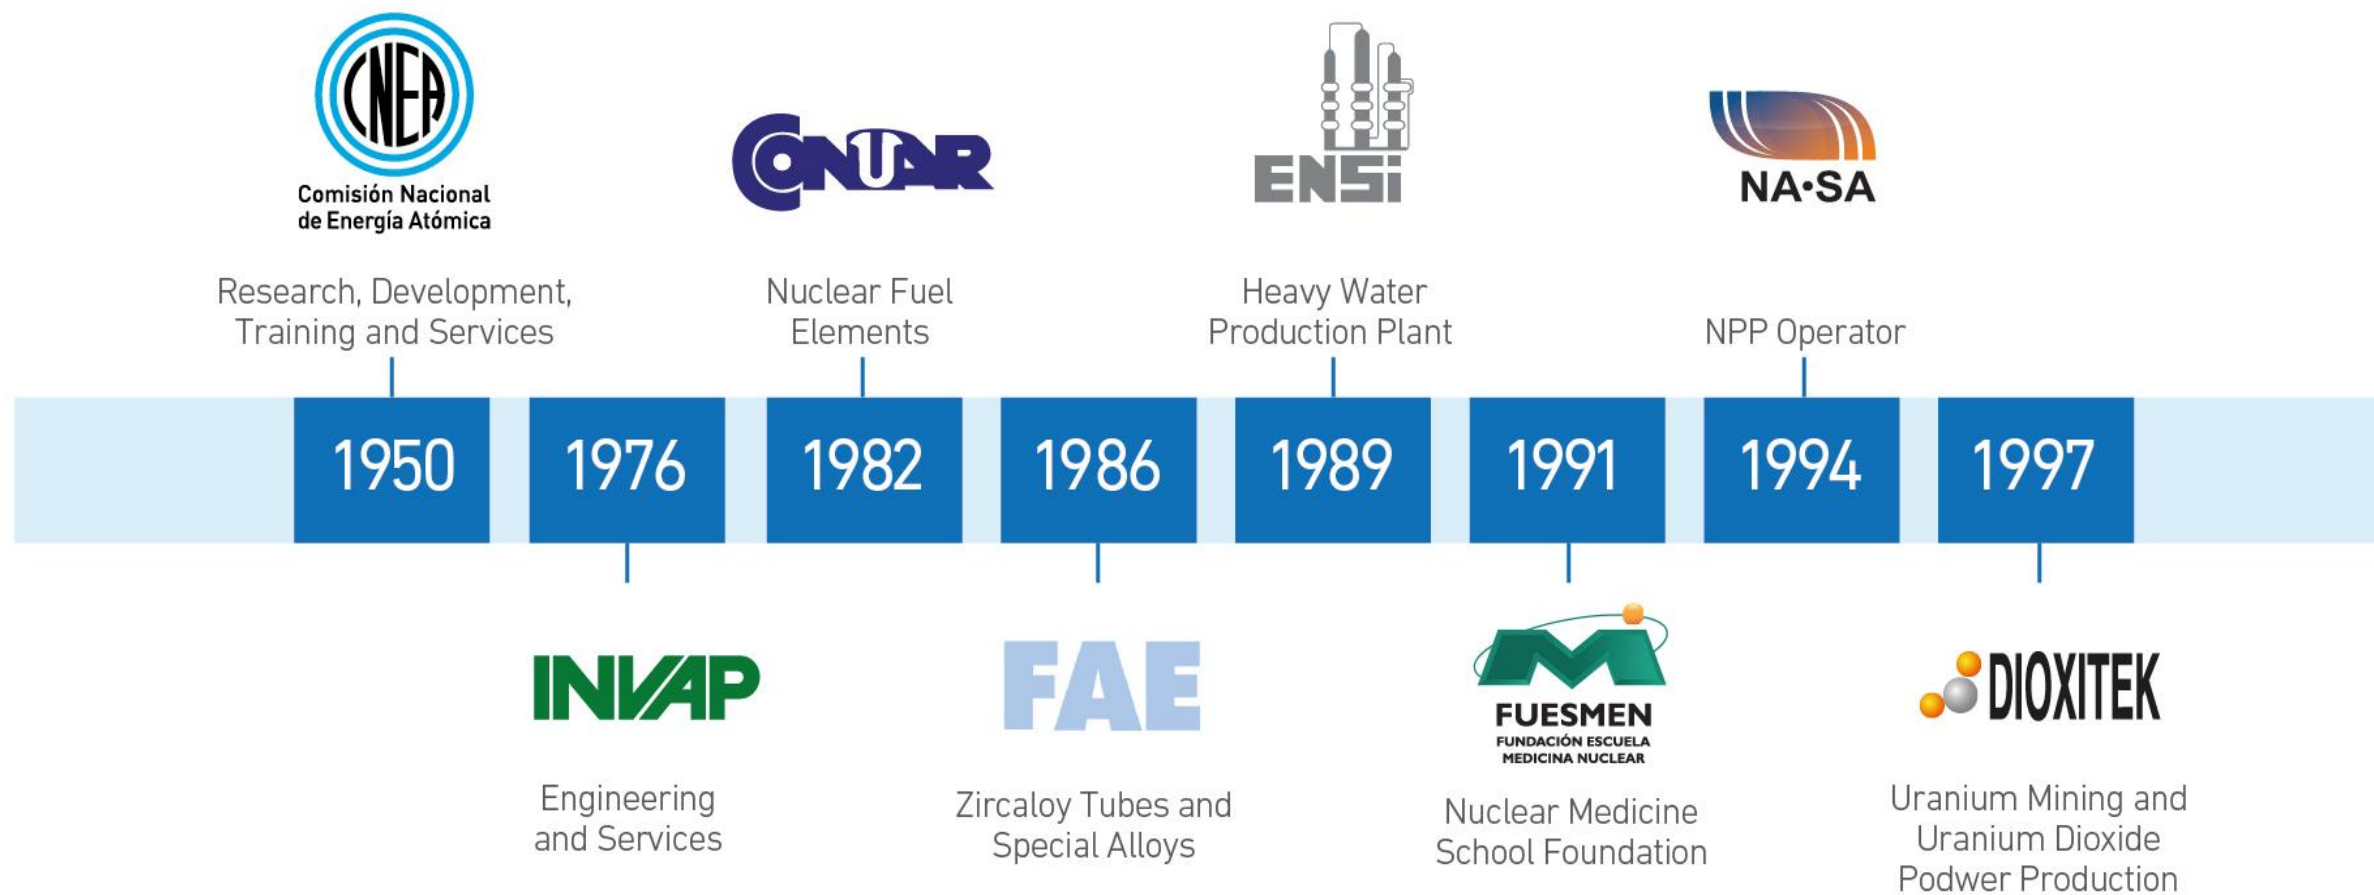 CNEA
Comisión Nacional
de Energía Atómica
Research, Development,
Training and Services
CONUAR
Nuclear Fuel
Elements
ENSi
Heavy Water
Production Plant
NA•SA
NPP Operator
1950
1976
1982
1986
1989
1991
1994
1997
INVAP
Engineering
and Services
FAE
Zircaloy Tubes and
Special Alloys
FUESMEN
FUNDACIÓN ESCUELA
MEDICINA NUCLEAR
Nuclear Medicine
School Foundation
DIOXITEK
Uranium Mining and
Uranium Dioxide
Podwer Production